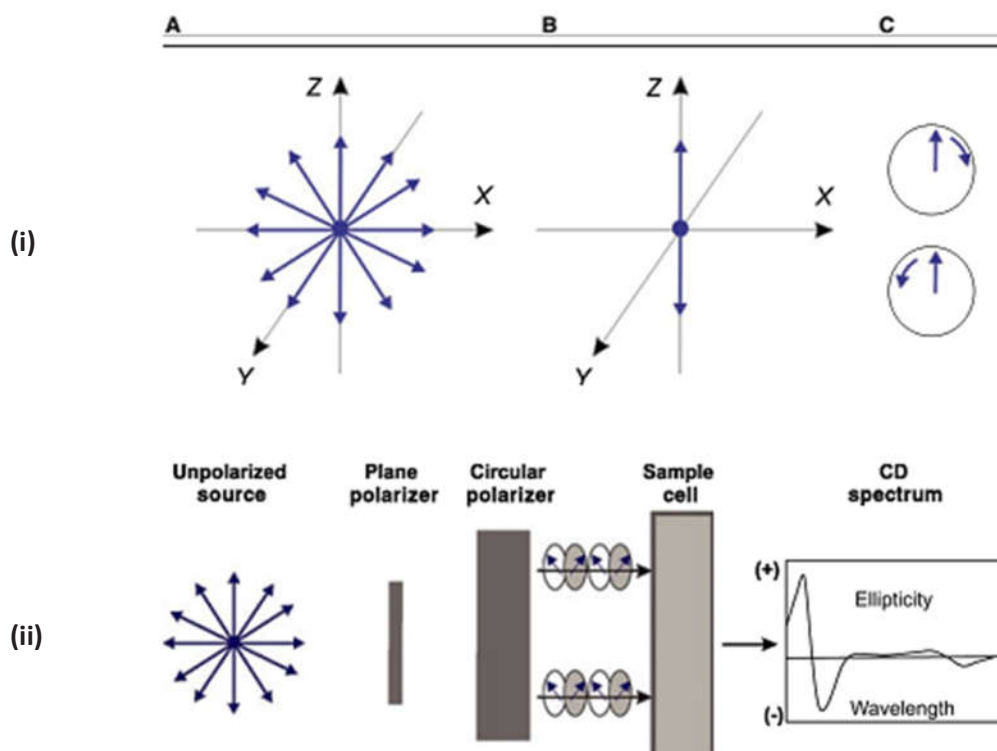 A B C
Z Z
X X
(i)
Y Y
Unpolarized source
Plane polarizer
Circular polarizer
Sample cell
CD spectrum
(ii)
(+)
Ellipticity
(-)
Wavelength